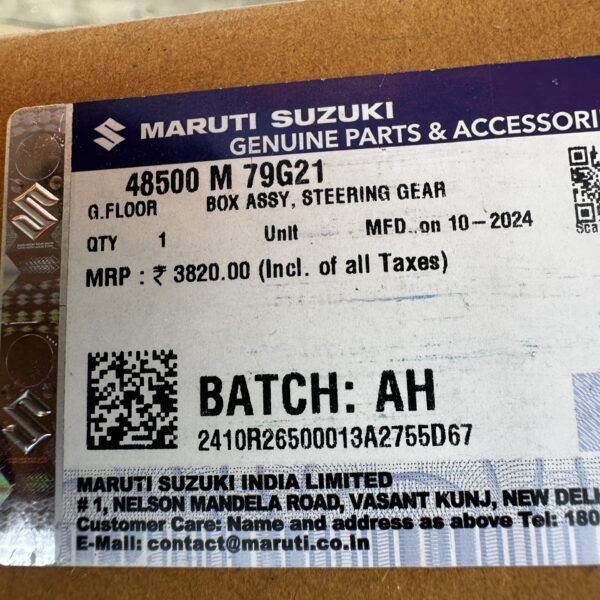 MARUTI SUZUKI
GENUINE PARTS & ACCESSORI
48500 M 79G21
G.FLOOR BOX ASSY, STEERING GEAR
QTY 1 Unit MFD..on 10-2024
MRP : ₹ 3820.00 (Incl. of all Taxes)
Sca
BATCH: AH
2410R26500013A2755D67
MARUTI SUZUKI INDIA LIMITED
# 1, NELSON MANDELA ROAD, VASANT KUNJ, NEW DELH
Customer Care: Name and address as above Tel: 180
E-Mail: contact@maruti.co.in